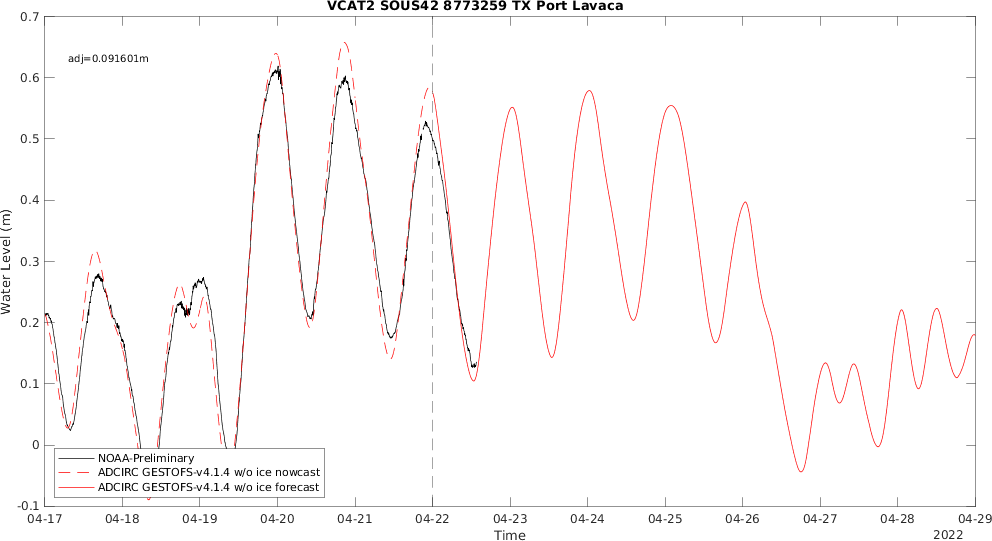 VCAT2 SOUS42 8773259 TX Port Lavaca
0.7
adj=0.091601m
0.6
0.5
0.4
0.3
0.2
0.1
0
-0.1
Water Level (m)
NOAA-Preliminary
ADCIRC GESTOFS-v4.1.4 w/o ice nowcast
ADCIRC GESTOFS-v4.1.4 w/o ice forecast
04-17 04-18 04-19 04-20 04-21 04-22 04-23 04-24 04-25 04-26 04-27 04-28 04-29
Time
2022